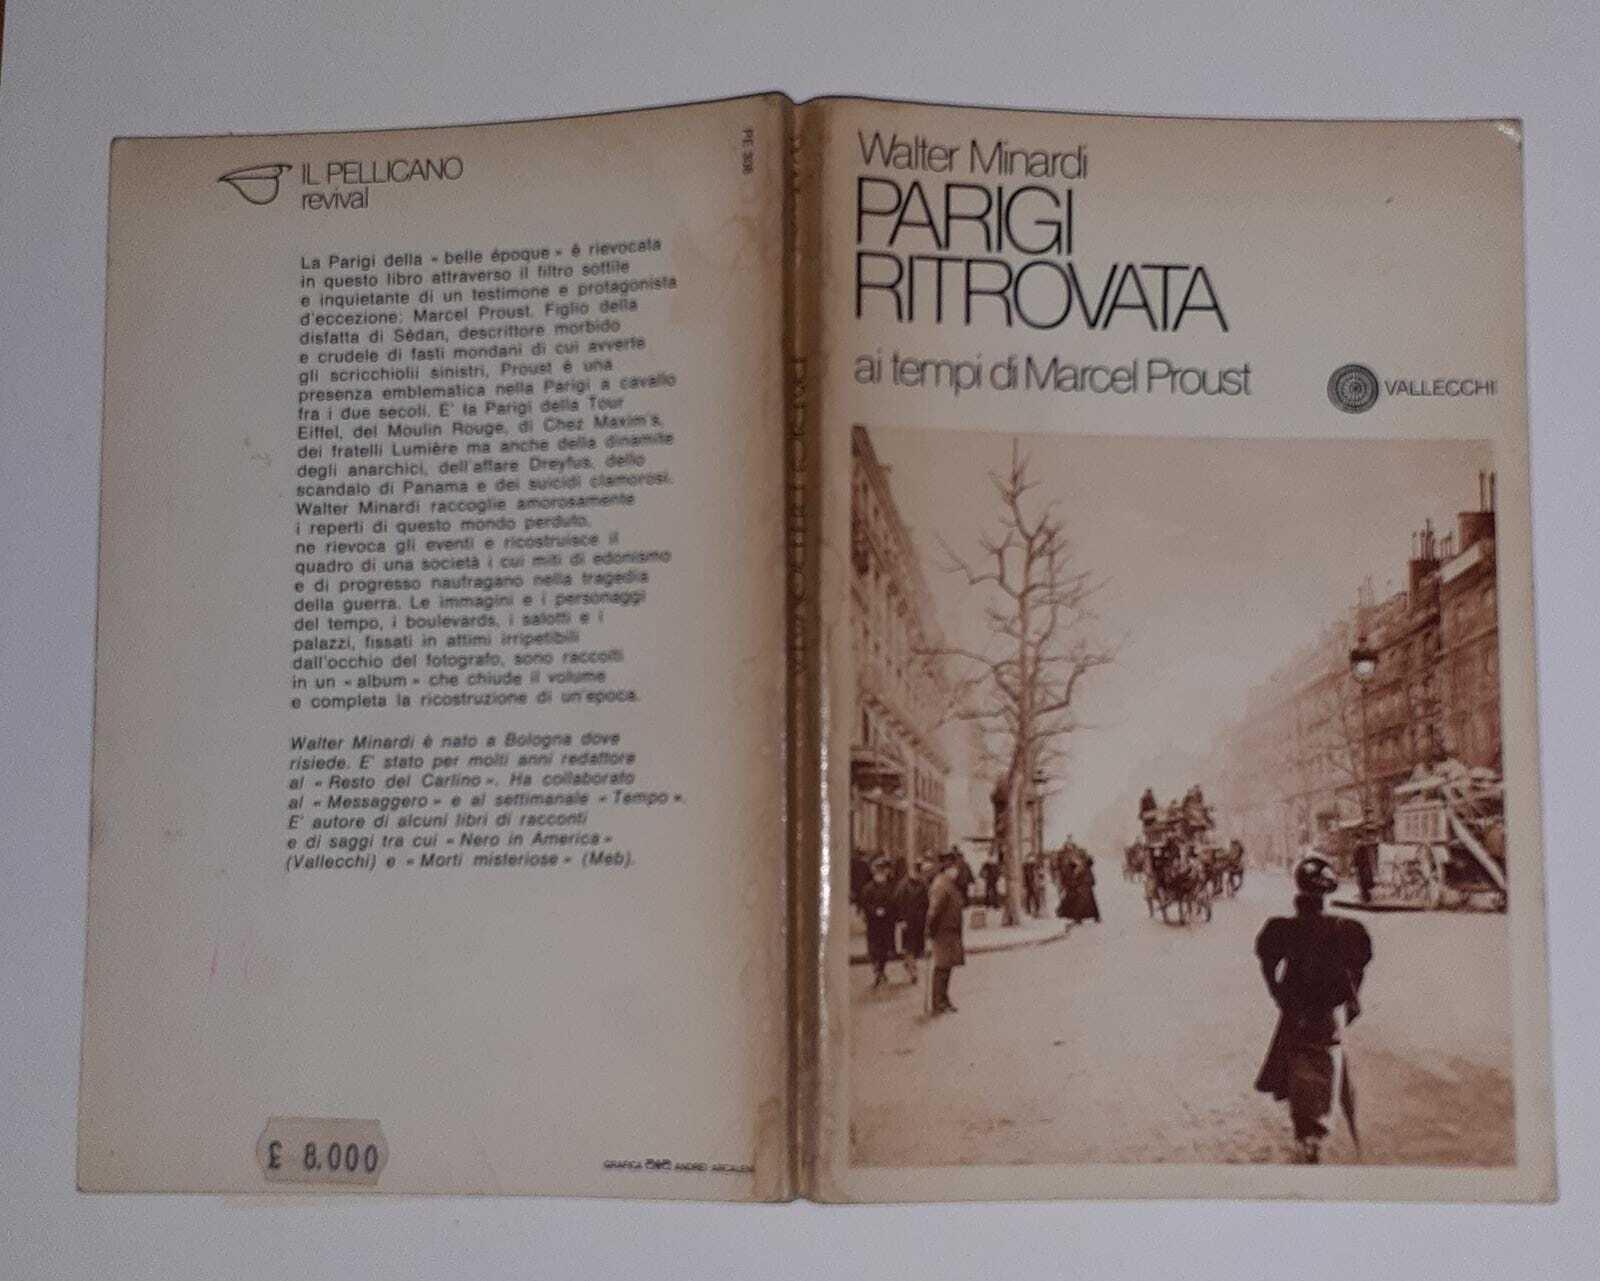 IL PELLICANO
revival
La Parigi della « belle époque » è rievocata
in questo libro attraverso il filtro sottile
e inquietante di un testimone e protagonista
d'eccezione: Marcel Proust. Figlio della
disfatta di Sédan, descrittore morbido
e crudele di fasti mondani di cui avverte
gli scricchiolii sinistri, Proust è una
presenza emblematica nella Parigi a cavallo
fra i due secoli. E' la Parigi della Tour
Eiffel, del Moulin Rouge, di Chez Maxim's,
dei fratelli Lumière ma anche della dinamite
degli anarchici, dell'affare Dreyfus, dello
scandalo di Panama e dei suicidi clamorosi.
Walter Minardi raccoglie amorosamente
i reperti di questo mondo perduto,
ne rievoca gli eventi e ricostruisce il
quadro di una società i cui miti di edonismo
e di progresso naufragano nella tragedia
della guerra. Le immagini e i personaggi
del tempo, i boulevards, i salotti e i
palazzi, fissati in attimi irripetibili
dall'occhio del fotografo, sono raccolti
in un « album » che chiude il volume
e completa la ricostruzione di un'epoca.
Walter Minardi è nato a Bologna dove
risiede. E' stato per molti anni redattore
al « Resto del Carlino ». Ha collaborato
al « Messaggero » e al settimanale « Tempo ».
E' autore di alcuni libri di racconti
e di saggi tra cui « Nero in America »
(Vallecchi) e « Morti misteriose » (Meb).
£ 8.000
GRAFICA ANDREI
Walter Minardi
PARIGI
RITROVATA
ai tempi di Marcel Proust
VALLECCHI